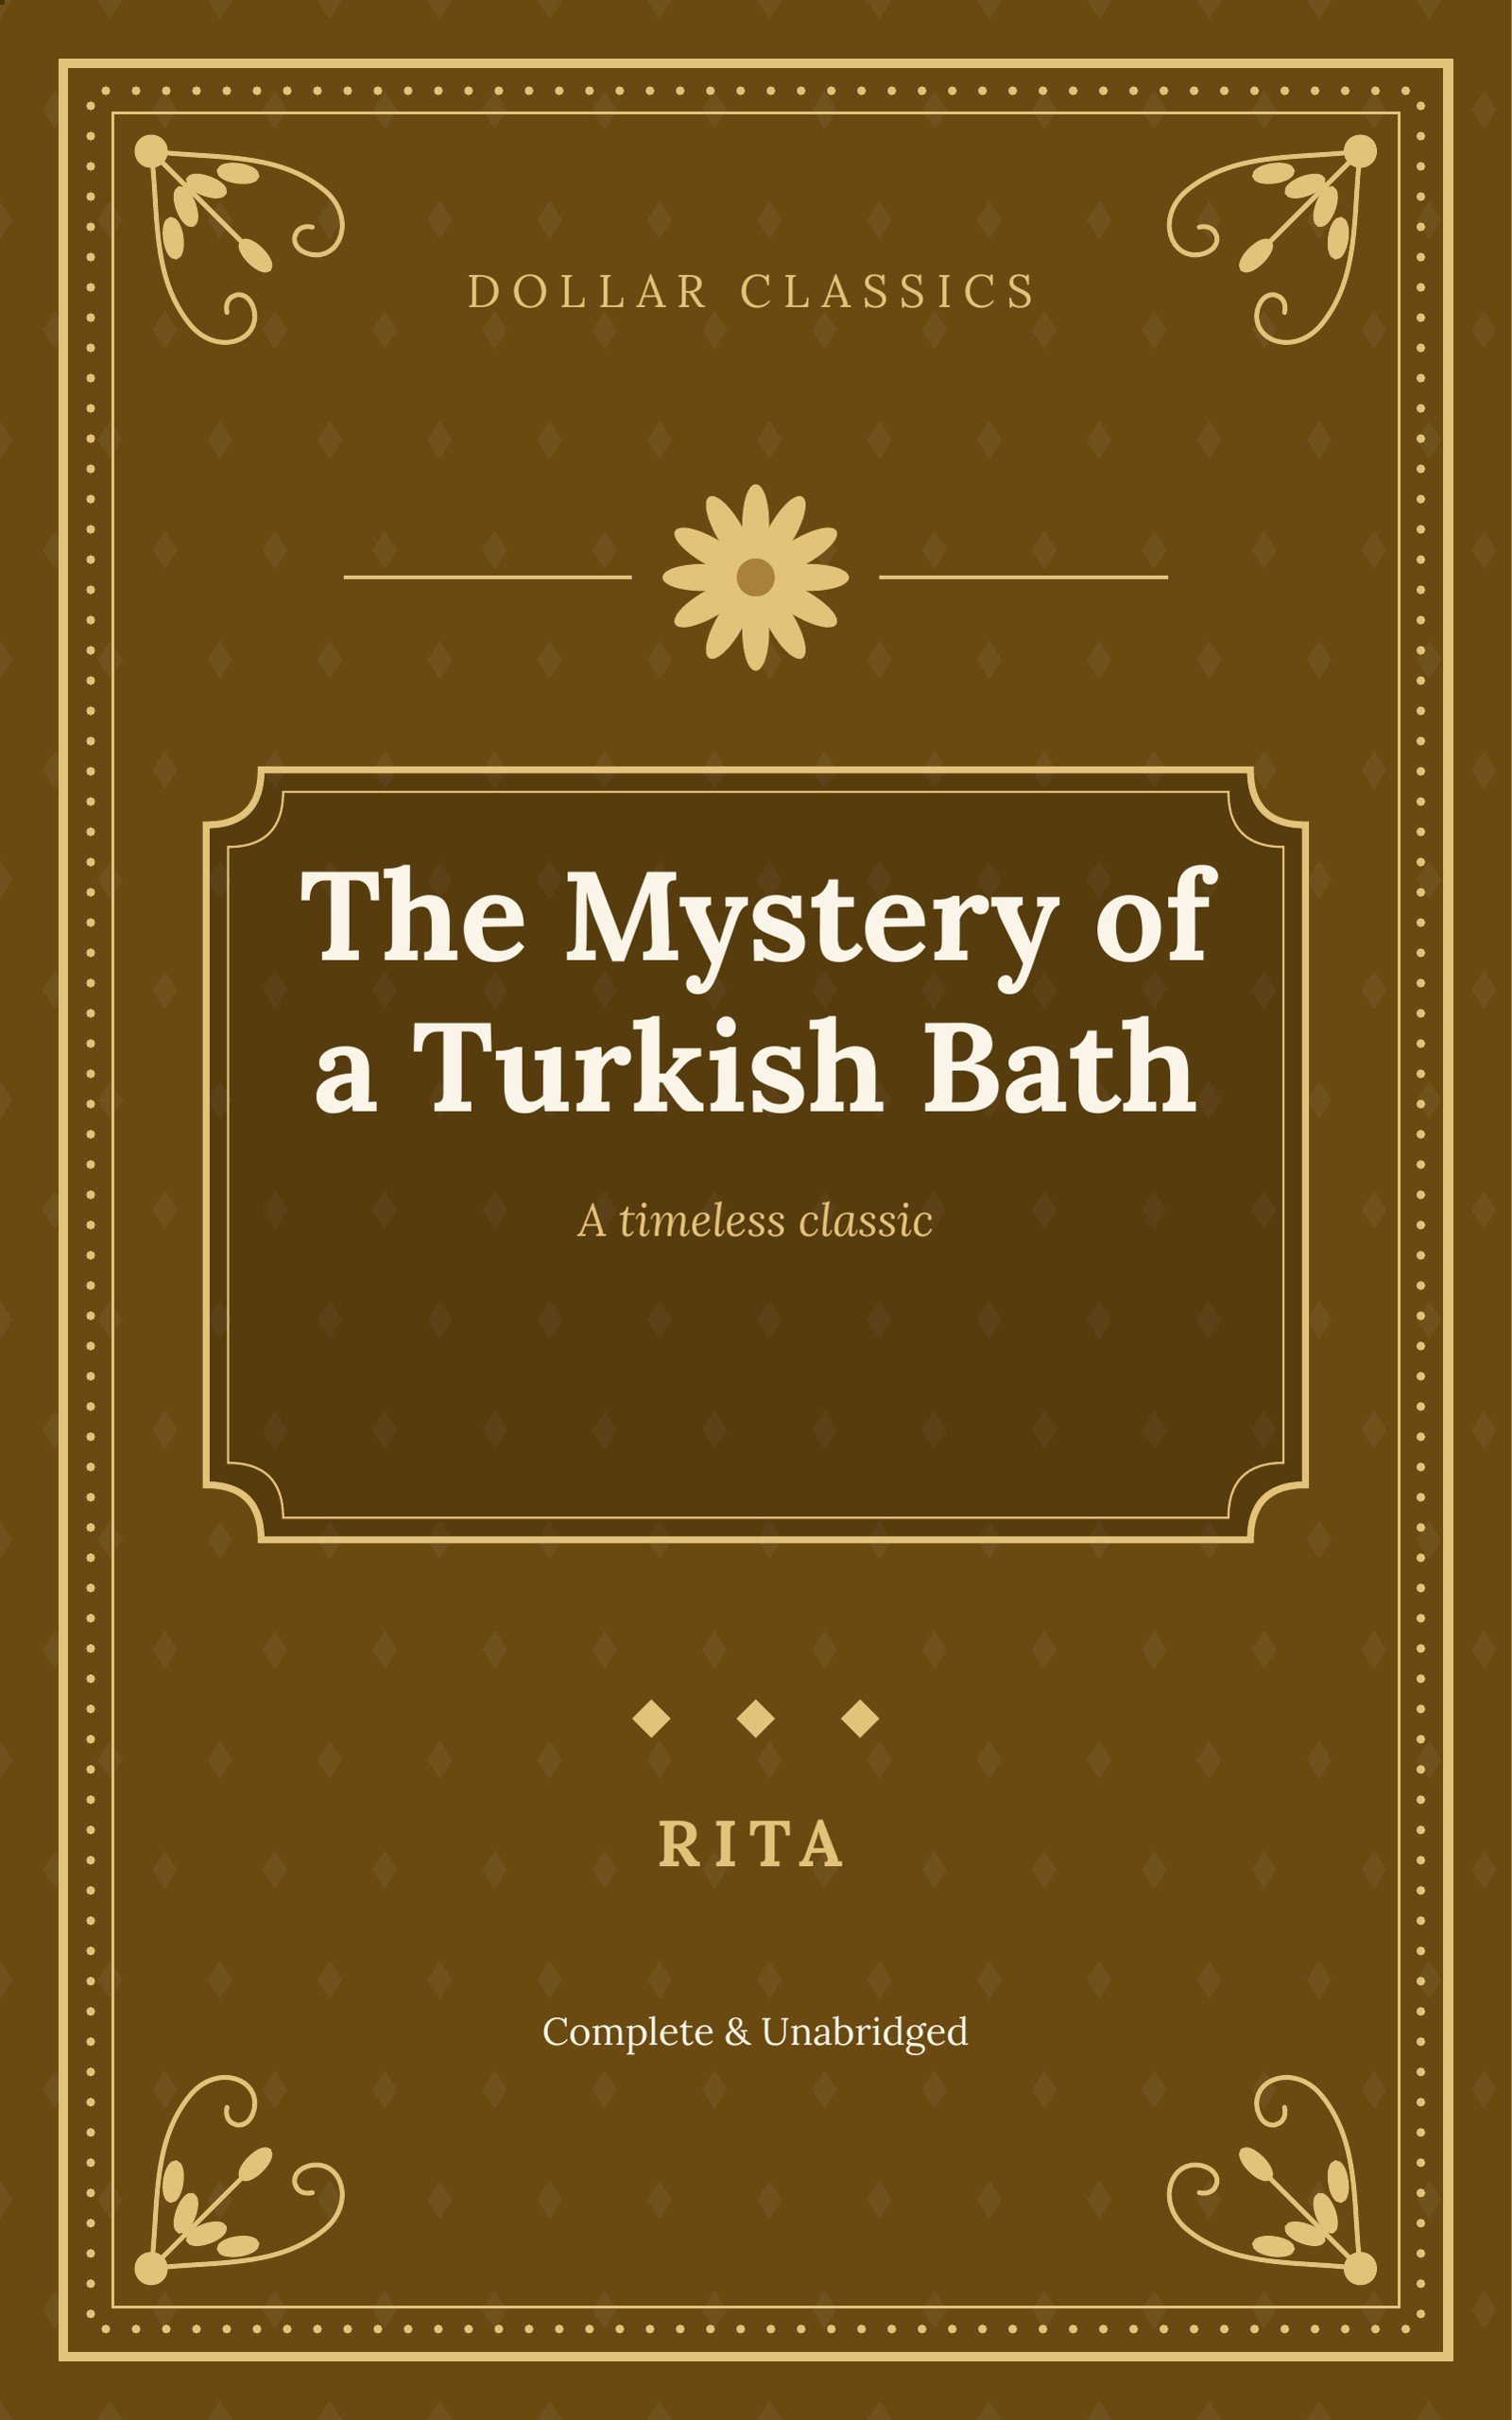 DOLLAR CLASSICS
The Mystery of
a Turkish Bath
A timeless classic
RITA
Complete & Unabridged